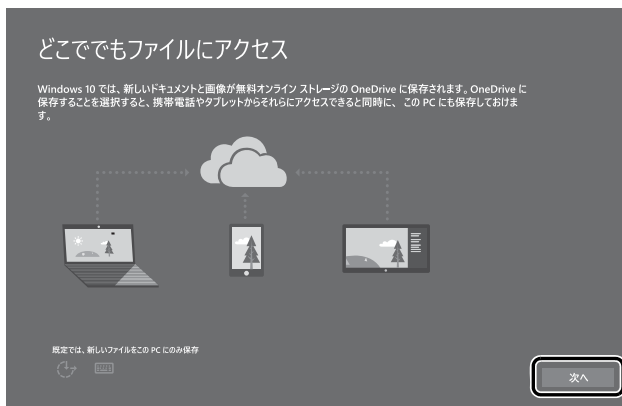 どこででもファイルにアクセス
Windows 10 では、新しいドキュメントと画像が無料オンライン ストレージの OneDrive に保存されます。OneDrive に
保存することを選択すると、携帯電話やタブレットからそれらにアクセスできると同時に、この PC にも保存しておけま
す。
既定では、新しいファイルをこの PC にのみ保存
次へ